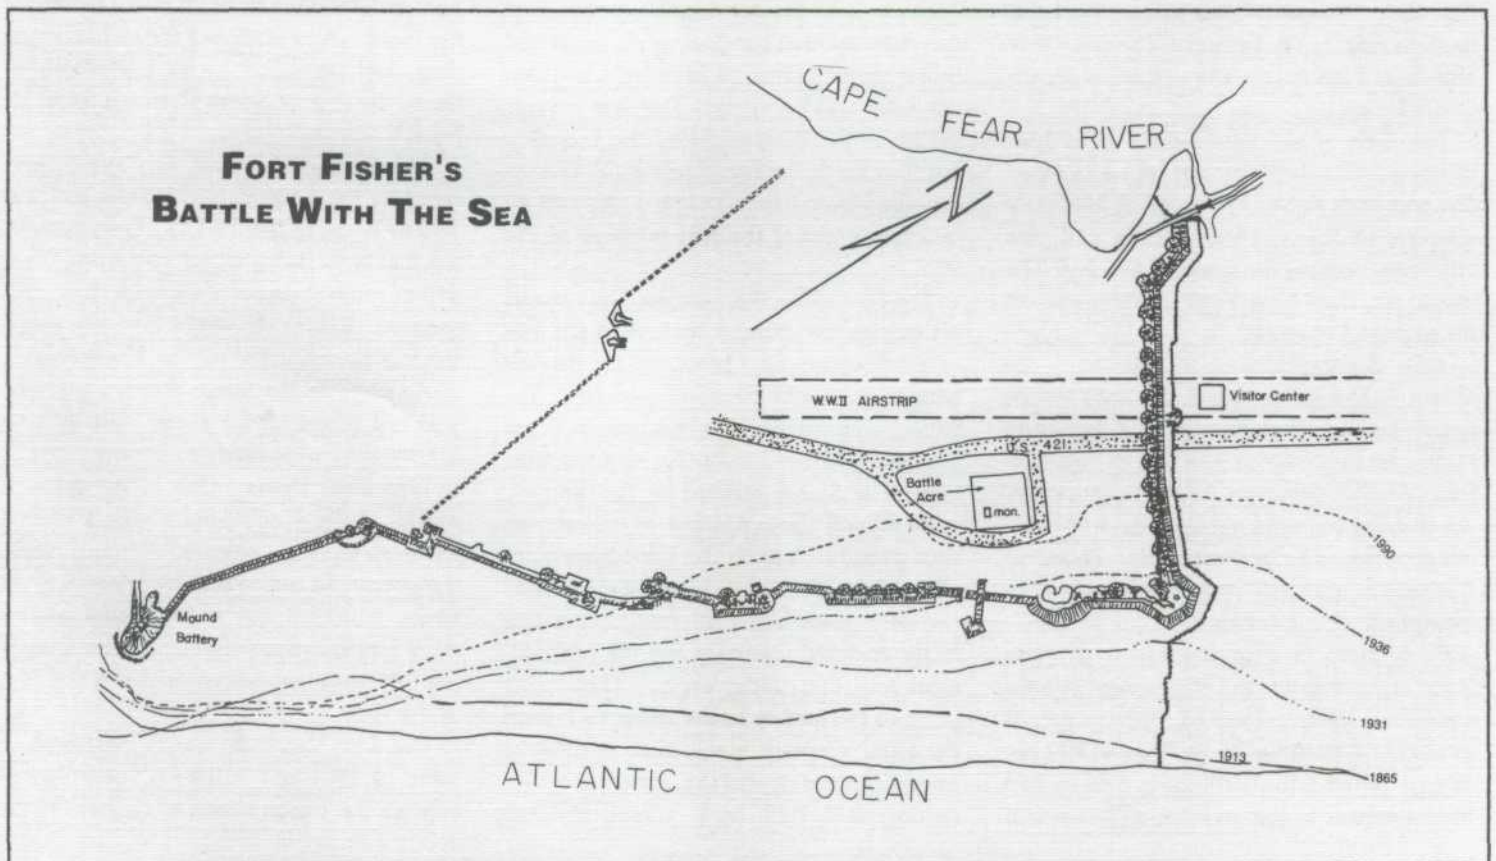 FORT FISHER'S
BATTLE WITH THE SEA
CAPE FEAR RIVER
N
W.W.II AIRSTRIP
Visitor Center
U.S. 421
Battle
Acre
mon.
1990
Mound
Battery
1936
1931
1913
1865
ATLANTIC OCEAN